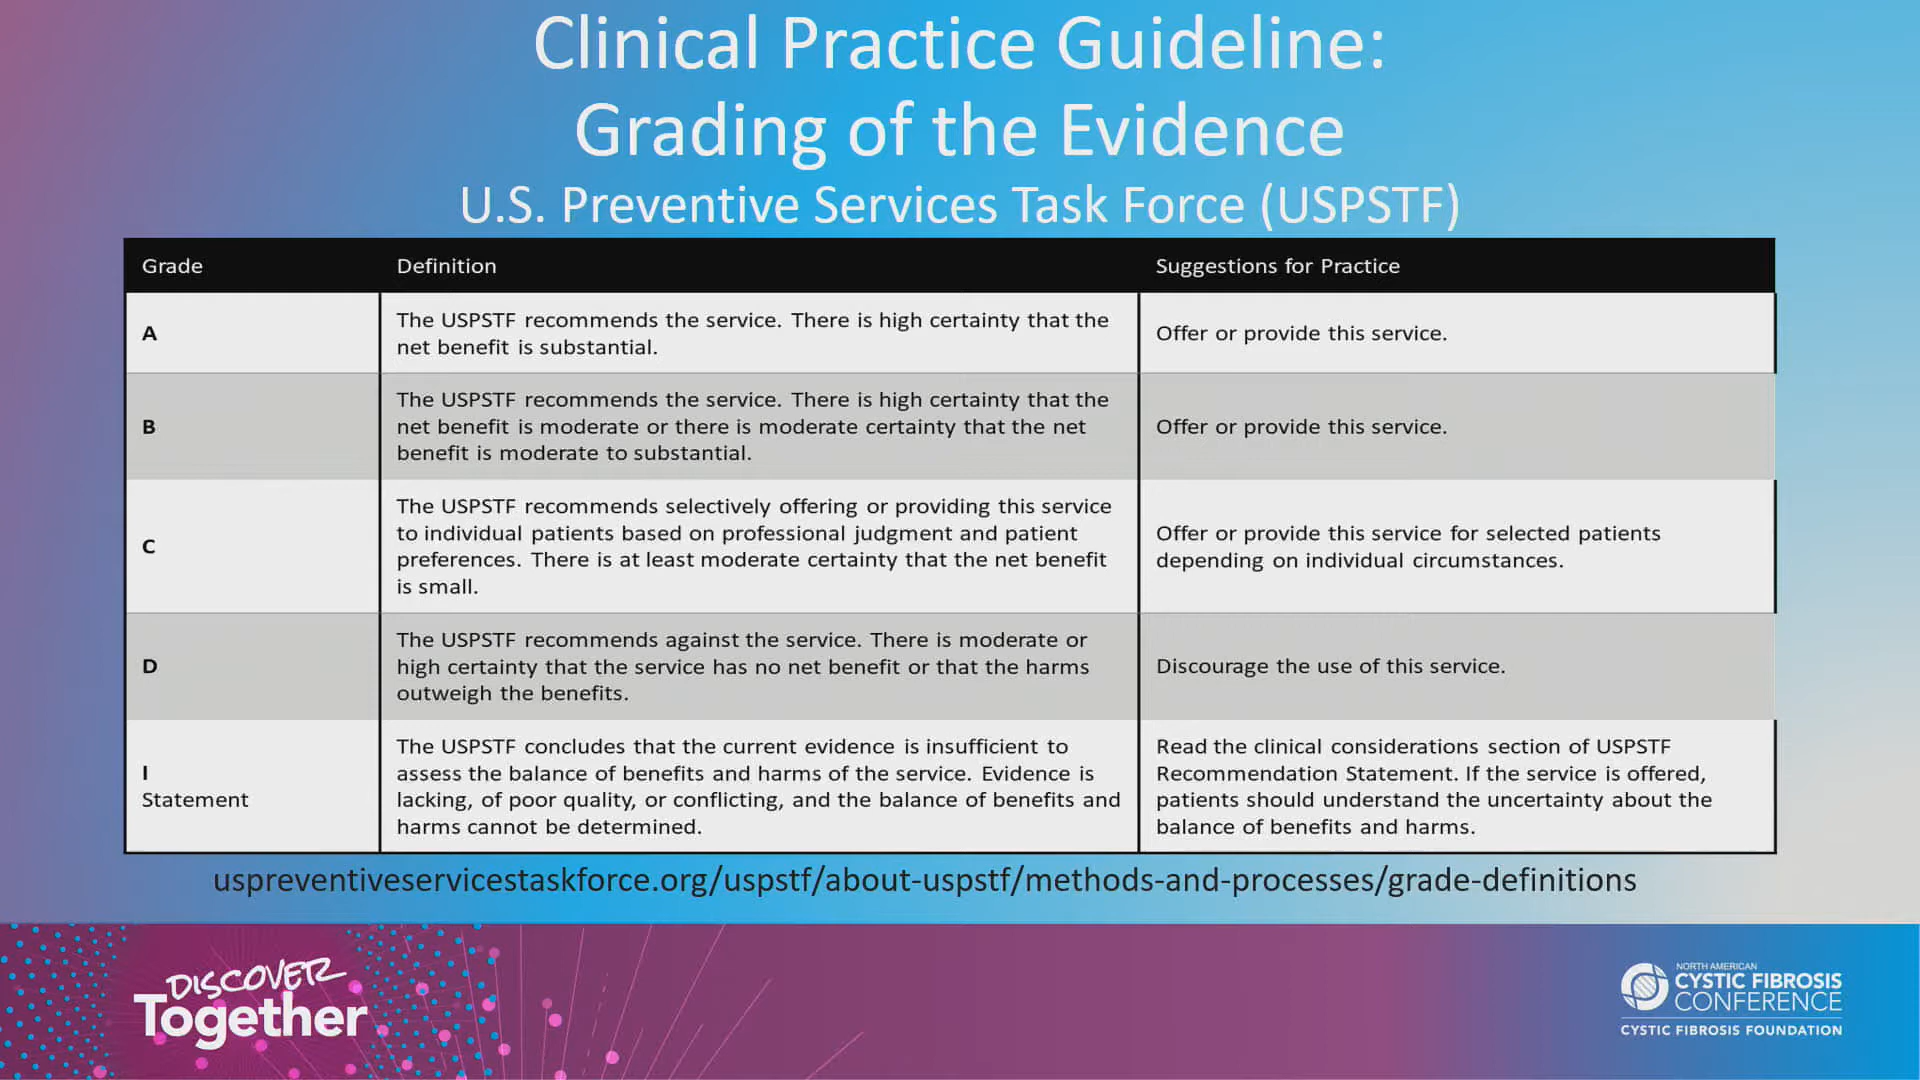 Clinical Practice Guideline:
Grading of the Evidence
U.S. Preventive Services Task Force (USPSTF)
Grade
Definition
Suggestions for Practice
A
The USPSTF recommends the service. There is high certainty that the
net benefit is substantial.
Offer or provide this service.
B
The USPSTF recommends the service. There is high certainty that the
net benefit is moderate or there is moderate certainty that the net
benefit is moderate to substantial.
Offer or provide this service.
C
The USPSTF recommends selectively offering or providing this service
to individual patients based on professional judgment and patient
preferences. There is at least moderate certainty that the net benefit
is small.
Offer or provide this service for selected patients
depending on individual circumstances.
D
The USPSTF recommends against the service. There is moderate or
high certainty that the service has no net benefit or that the harms
outweigh the benefits.
Discourage the use of this service.
I
Statement
The USPSTF concludes that the current evidence is insufficient to
assess the balance of benefits and harms of the service. Evidence is
lacking, of poor quality, or conflicting, and the balance of benefits and
harms cannot be determined.
Read the clinical considerations section of USPSTF
Recommendation Statement. If the service is offered,
patients should understand the uncertainty about the
balance of benefits and harms.
uspreventiveservicestaskforce.org/uspstf/about-uspstf/methods-and-processes/grade-definitions
DISCOVER
Together
NORTH AMERICAN
CYSTIC FIBROSIS
CONFERENCE
CYSTIC FIBROSIS FOUNDATION